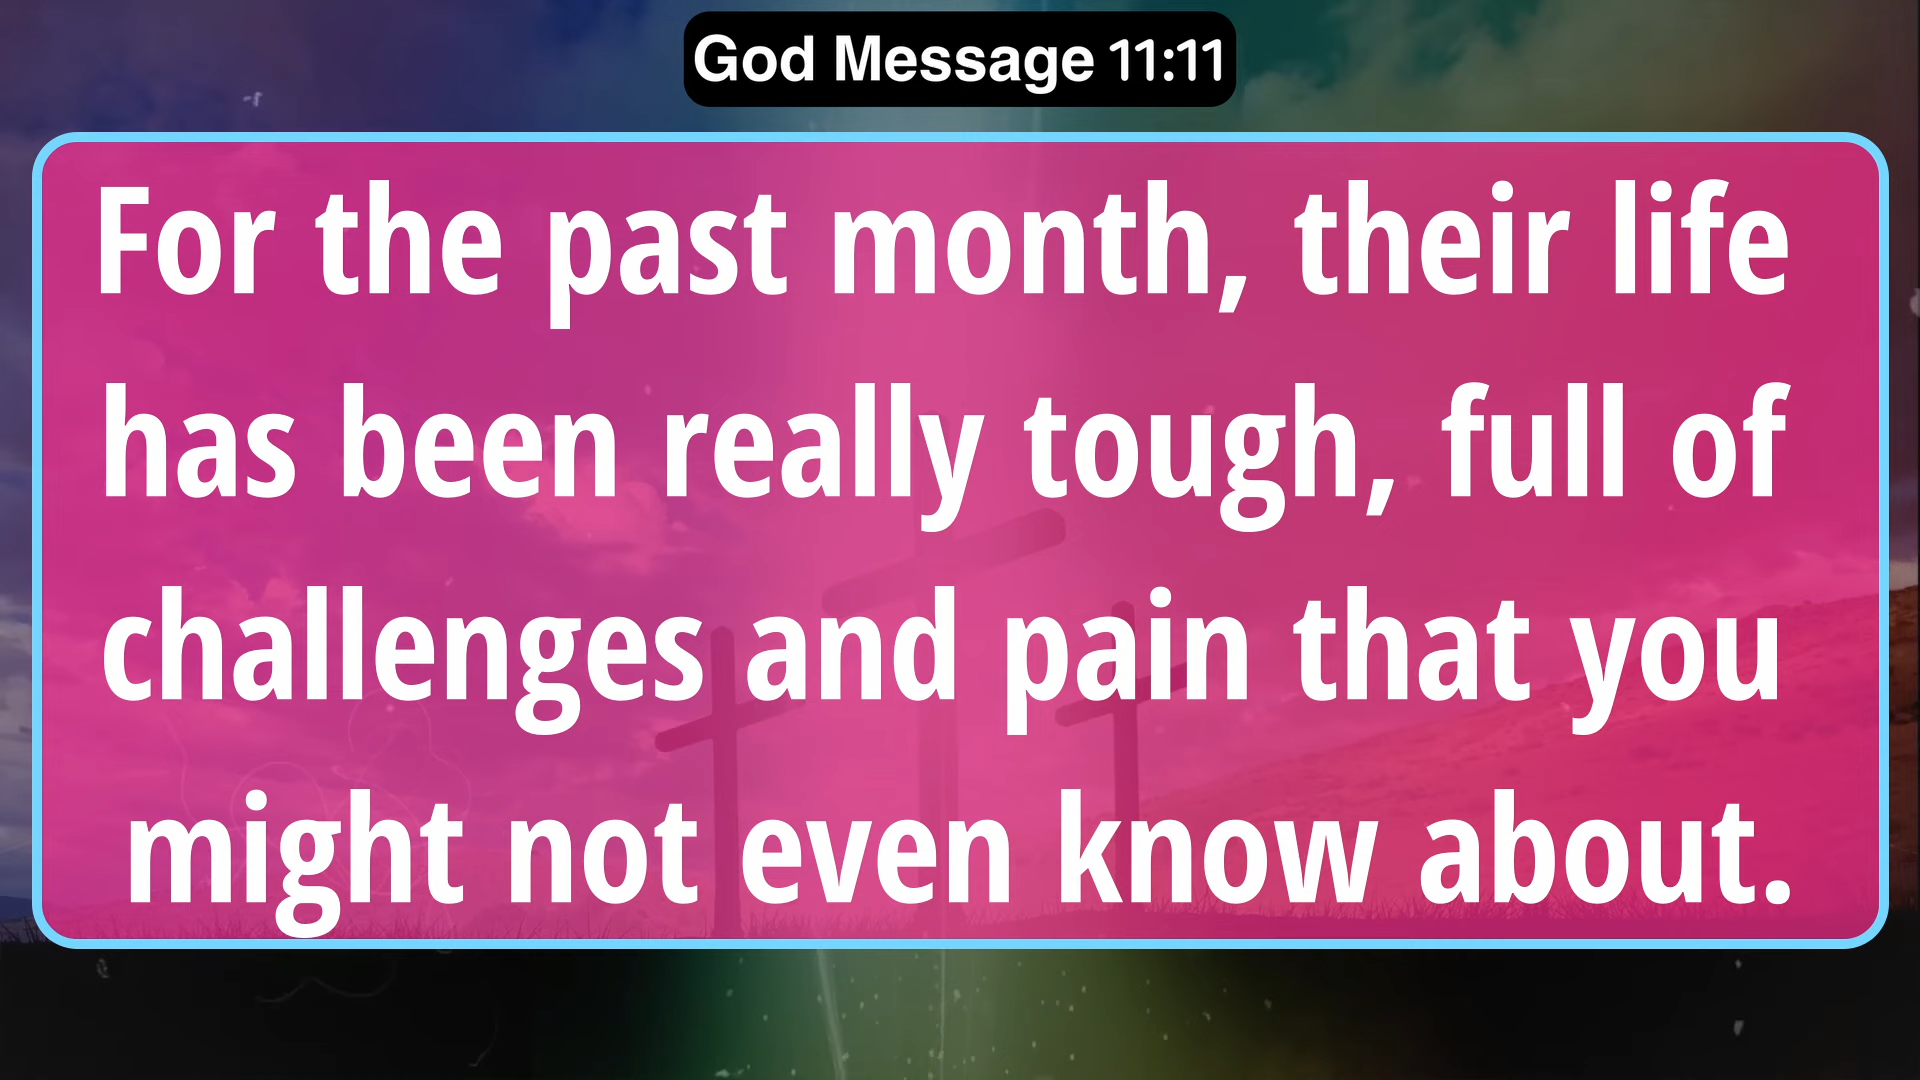 God Message 11:11
For the past month, their life
has been really tough, full of
challenges and pain that you
might not even know about.